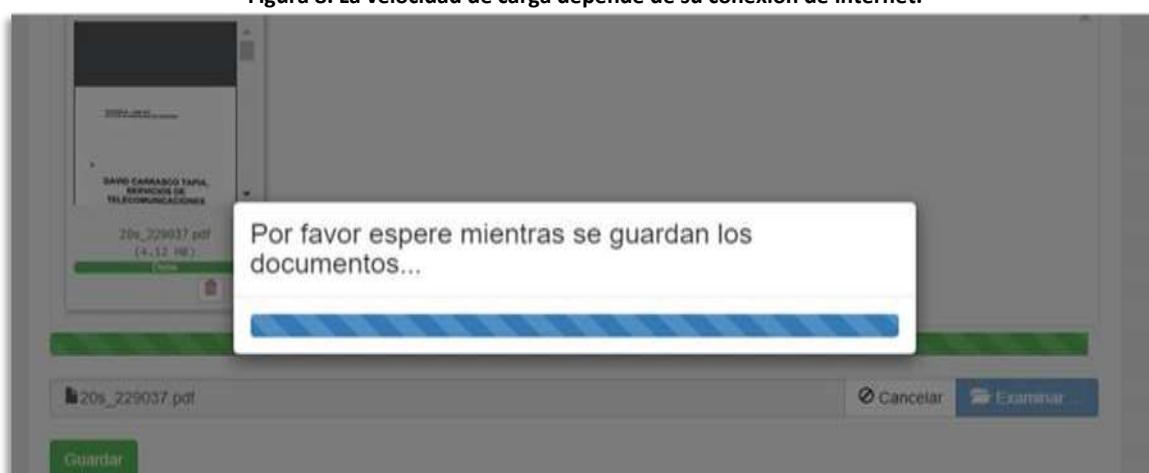 Figura 8. La velocidad de carga depende de su conexión de internet.
DAVID CARRASCO TAPIA,
SERVICIOS DE
TELECOMUNICACIONES
20s_229037.pdf
(4.12 MB)
Por favor espere mientras se guardan los
documentos...
20s_229037.pdf
Cancelar
Examinar ...
Guardar